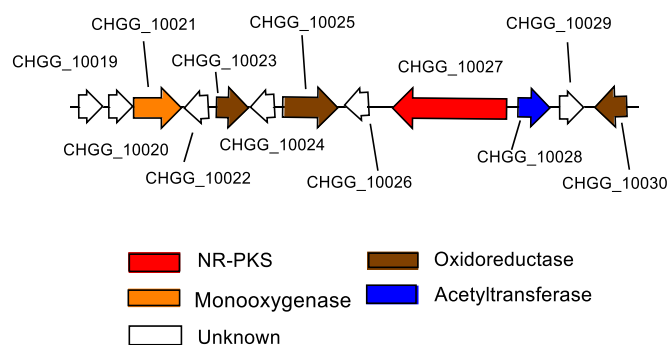 CHGG_10021
CHGG_10025
CHGG_10029
CHGG_10019
CHGG_10023
CHGG_10027
CHGG_10020
CHGG_10024
CHGG_10028
CHGG_10022
CHGG_10026
CHGG_10030
NR-PKS
Oxidoreductase
Monooxygenase
Acetyltransferase
Unknown